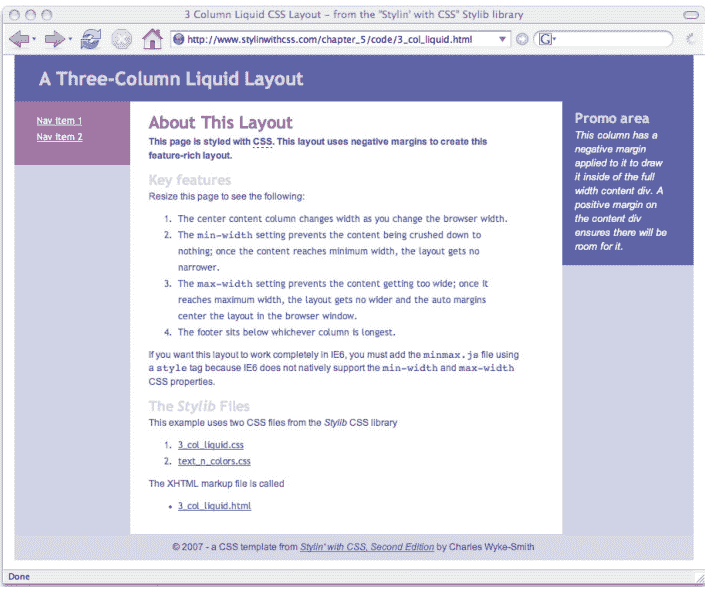 3 Column Liquid CSS Layout – from the "Stylin' with CSS" Stylib library
http://www.stylinwithcss.com/chapter_5/code/3_col_liquid.html
G
A Three-Column Liquid Layout
Nav Item 1
Nav Item 2
About This Layout
This page is styled with CSS. This layout uses negative margins to create this
feature-rich layout.
Key features
Resize this page to see the following:
1. The center content column changes width as you change the browser width.
2. The min-width setting prevents the content being crushed down to
nothing; once the content reaches minimum width, the layout gets no
narrower.
3. The max-width setting prevents the content getting too wide; once it
reaches maximum width, the layout gets no wider and the auto margins
center the layout in the browser window.
4. The footer sits below whichever column is longest.
If you want this layout to work completely in IE6, you must add the minmax.js file using
a style tag because IE6 does not natively support the min-width and max-width
CSS properties.
The Stylib Files
This example uses two CSS files from the Stylib CSS library
1. 3_col_liquid.css
2. text_n_colors.css
The XHTML markup file is called
• 3_col_liquid.html
Promo area
This column has a
negative margin
applied to it to draw
it inside of the full
width content div. A
positive margin on
the content div
ensures there will be
room for it.
© 2007 - a CSS template from Stylin' with CSS, Second Edition by Charles Wyke-Smith
Done